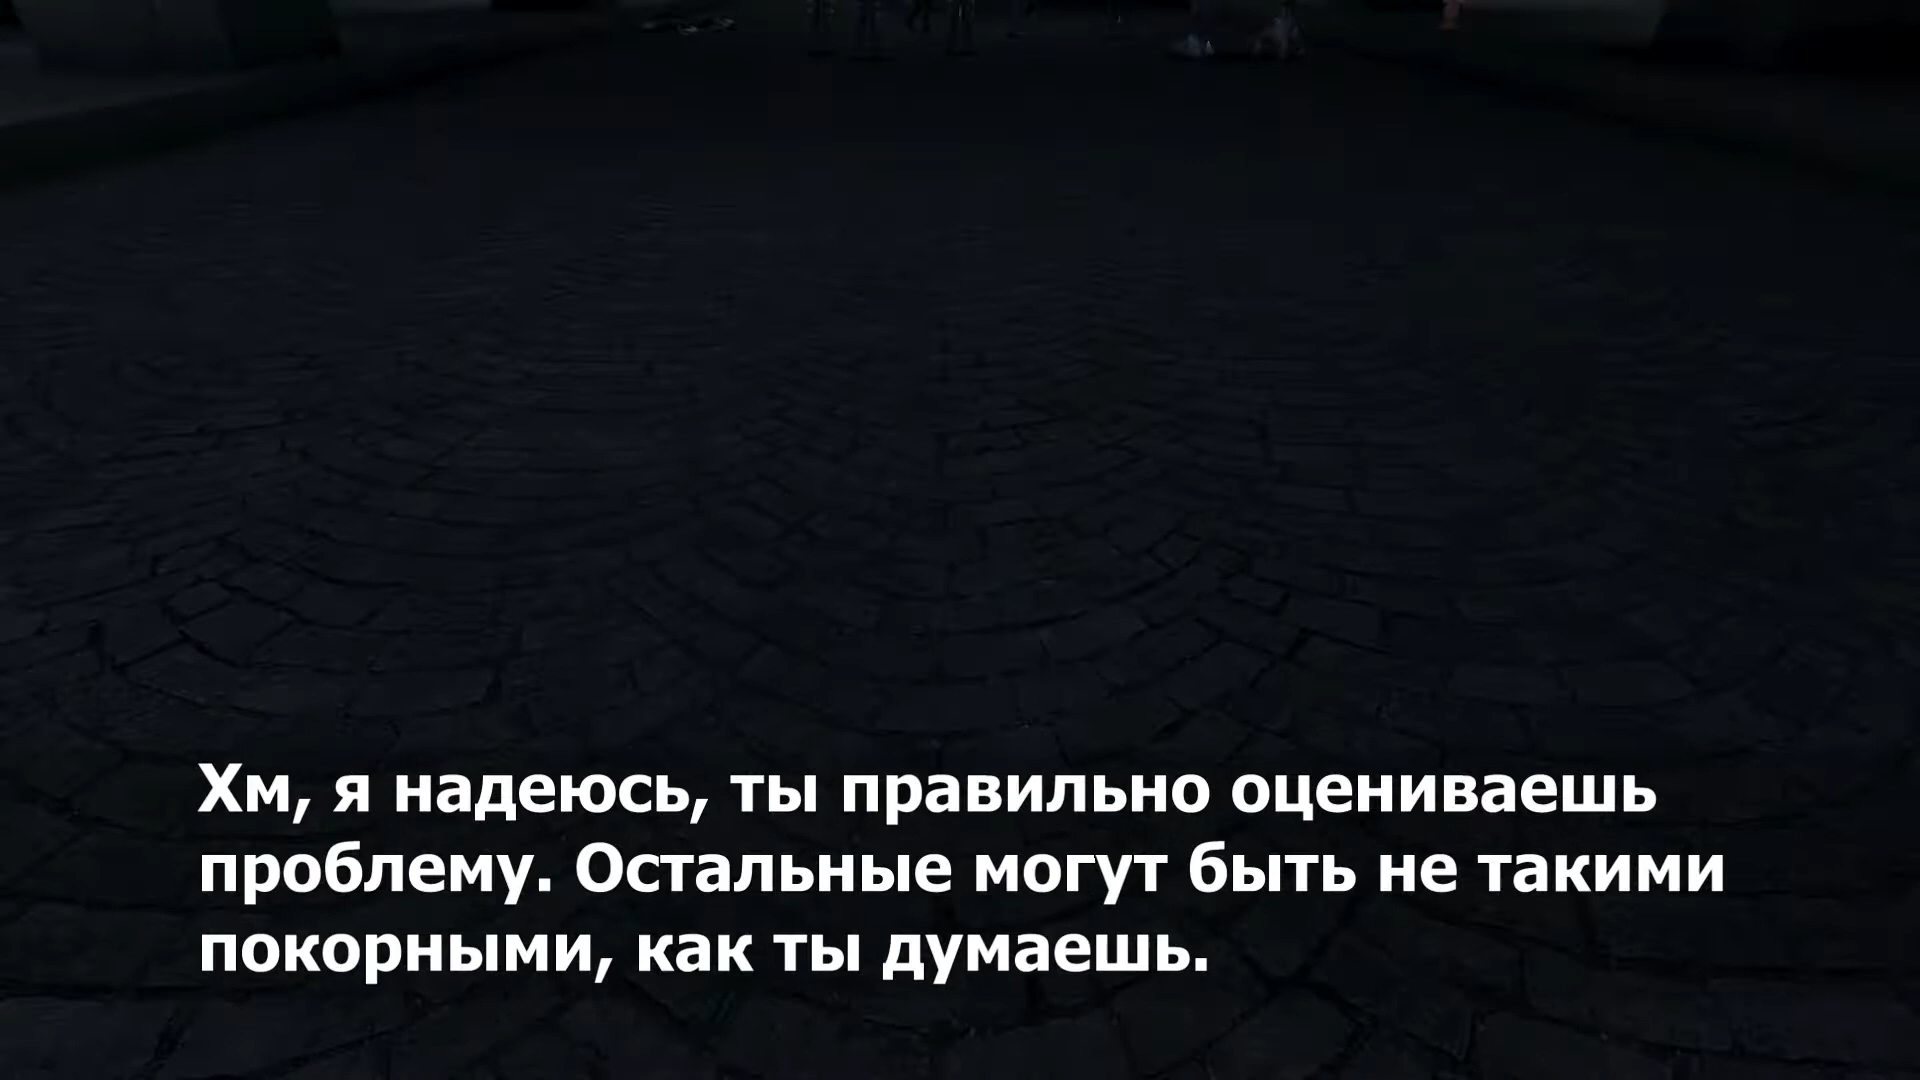 Хм, я надеюсь, ты правильно оцениваешь
проблему. Остальные могут быть не такими
покорными, как ты думаешь.